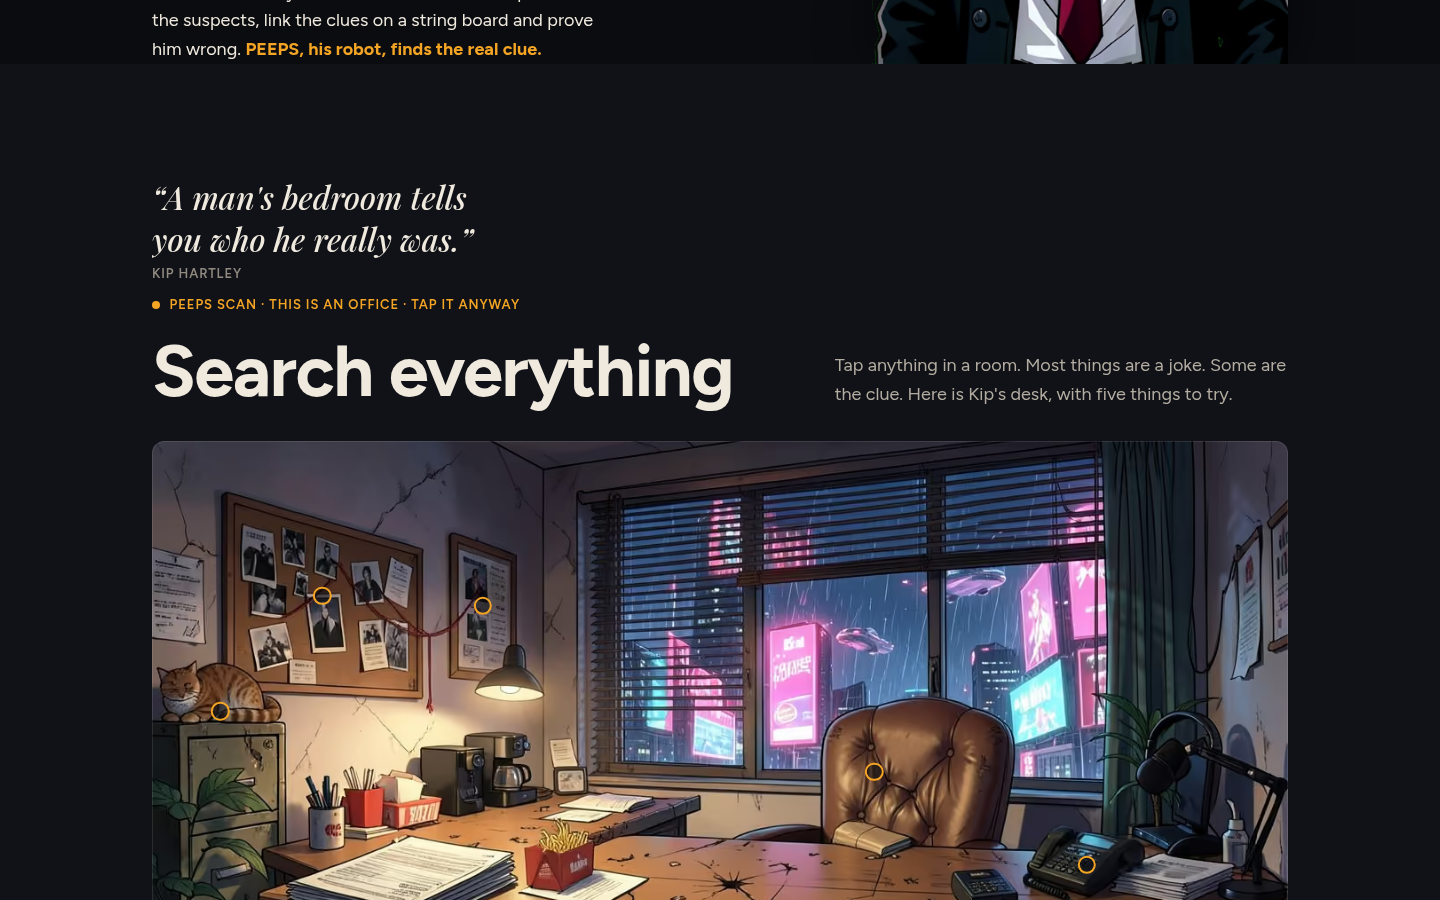 the suspects, link the clues on a string board and prove
him wrong. PEEPS, his robot, finds the real clue.
“A man's bedroom tells
you who he really was.”
KIP HARTLEY
PEEPS SCAN · THIS IS AN OFFICE · TAP IT ANYWAY
Search everything
Tap anything in a room. Most things are a joke. Some are
the clue. Here is Kip's desk, with five things to try.